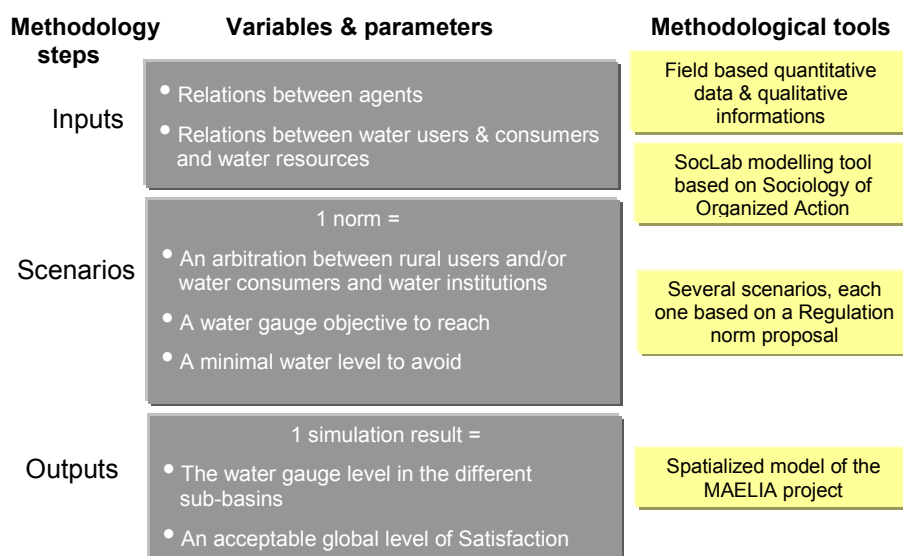 Methodology
steps
Variables & parameters
Methodological tools
Inputs
• Relations between agents
• Relations between water users & consumers
and water resources
Field based quantitative
data & qualitative
informations
SocLab modelling tool
based on Sociology of
Organized Action
Scenarios
1 norm =
• An arbitration between rural users and/or
water consumers and water institutions
• A water gauge objective to reach
• A minimal water level to avoid
Several scenarios, each
one based on a Regulation
norm proposal
Outputs
1 simulation result =
• The water gauge level in the different
sub-basins
• An acceptable global level of Satisfaction
Spatialized model of the
MAELIA project